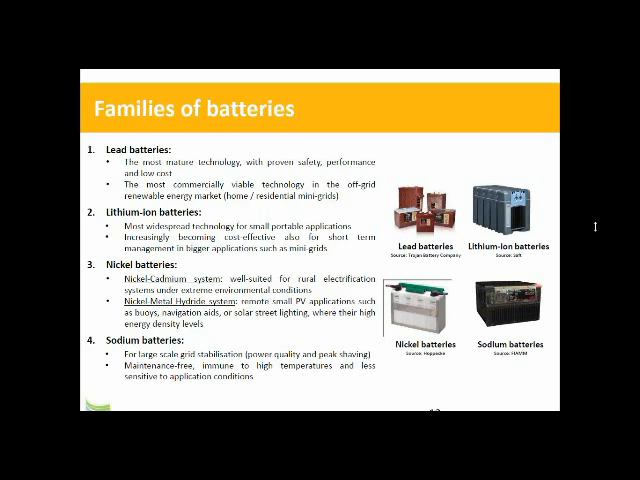 Families of batteries
1. Lead batteries:
• The most mature technology, with proven safety, performance
and low cost
• The most commercially viable technology in the off-grid
renewable energy market (home / residential mini-grids)
2. Lithium-ion batteries:
• Most widespread technology for small portable applications
• Increasingly becoming cost-effective also for short term
management in bigger applications such as mini-grids
3. Nickel batteries:
• Nickel-Cadmium system: well-suited for rural electrification
systems under extreme environmental conditions
• Nickel-Metal Hydride system: remote small PV applications such
as buoys, navigation aids, or solar street lighting, where their high
energy density levels
4. Sodium batteries:
• For large scale grid stabilisation (power quality and peak shaving)
• Maintenance-free, immune to high temperatures and less
sensitive to application conditions
Lead batteries
Source: Trojan Battery Company
Lithium-ion batteries
Source: Saft
Nickel batteries
Source: Hoppecke
Sodium batteries
Source: FIAMM